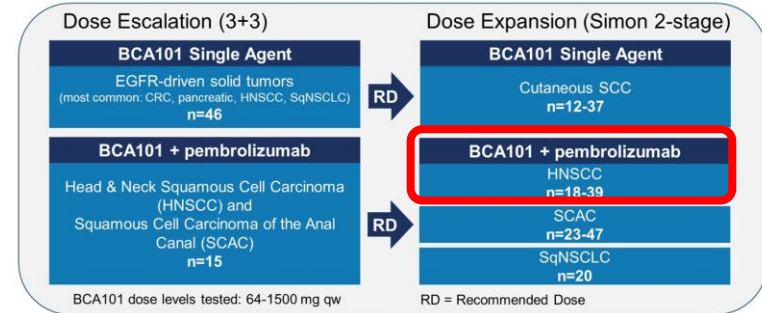 Dose Escalation (3+3)
BCA101 Single Agent
EGFR-driven solid tumors
(most common: CRC, pancreatic, HNSCC, SqNSCLC)
n=46
RD
BCA101 + pembrolizumab
Head & Neck Squamous Cell Carcinoma
(HNSCC) and
Squamous Cell Carcinoma of the Anal
Canal (SCAC)
n=15
RD
BCA101 dose levels tested: 64-1500 mg qw
Dose Expansion (Simon 2-stage)
BCA101 Single Agent
Cutaneous SCC
n=12-37
BCA101 + pembrolizumab
HNSCC
n=18-39
SCAC
n=23-47
SqNSCLC
n=20
RD = Recommended Dose